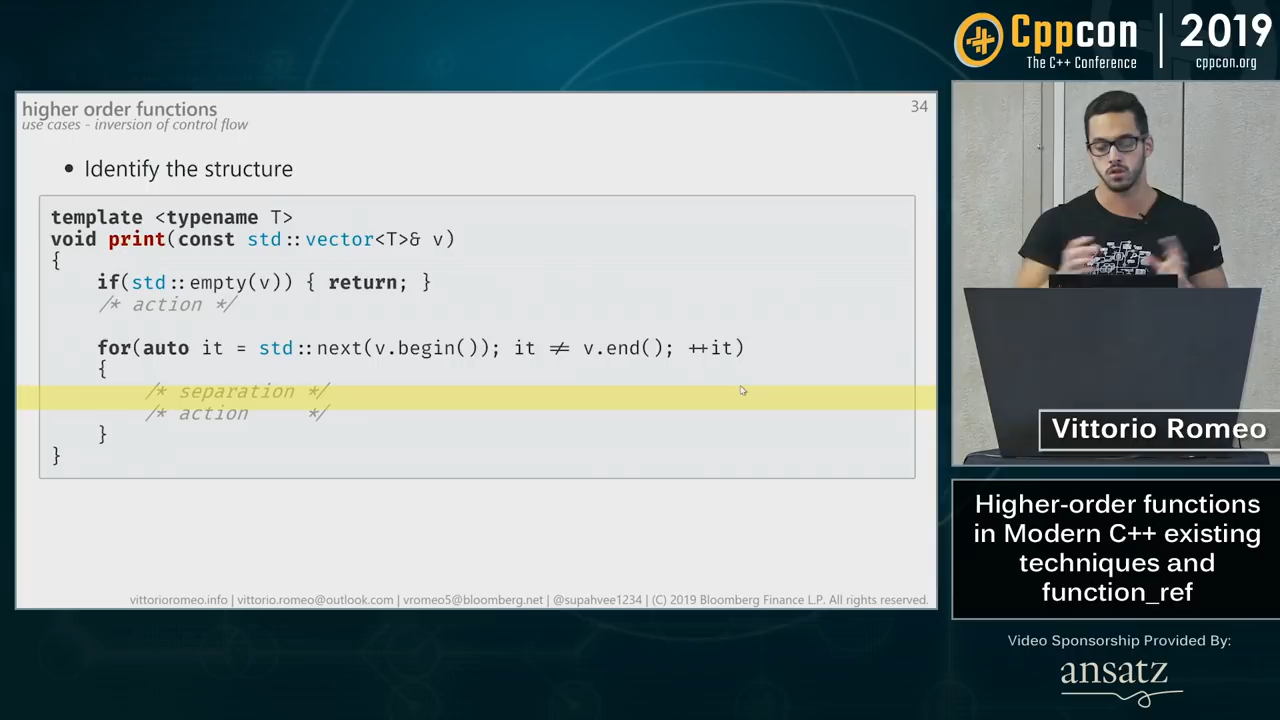 Cppcon
The C++ Conference
2019
cppcon.org
higher order functions
use cases - inversion of control flow
34
• Identify the structure
template <typename T>
void print(const std::vector<T>& v)
{
if(std::empty(v)) { return; }
/* action */
for(auto it = std::next(v.begin()); it ≠ v.end(); ++it)
{
/* separation */
/* action */
}
}
vittorioromeo.info | vittorio.romeo@outlook.com | vromeo5@bloomberg.net | @supahvee1234 | (C) 2019 Bloomberg Finance L.P. All rights reserved.
Vittorio Romeo
Higher-order functions
in Modern C++ existing
techniques and
function_ref
Video Sponsorship Provided By:
ansatz